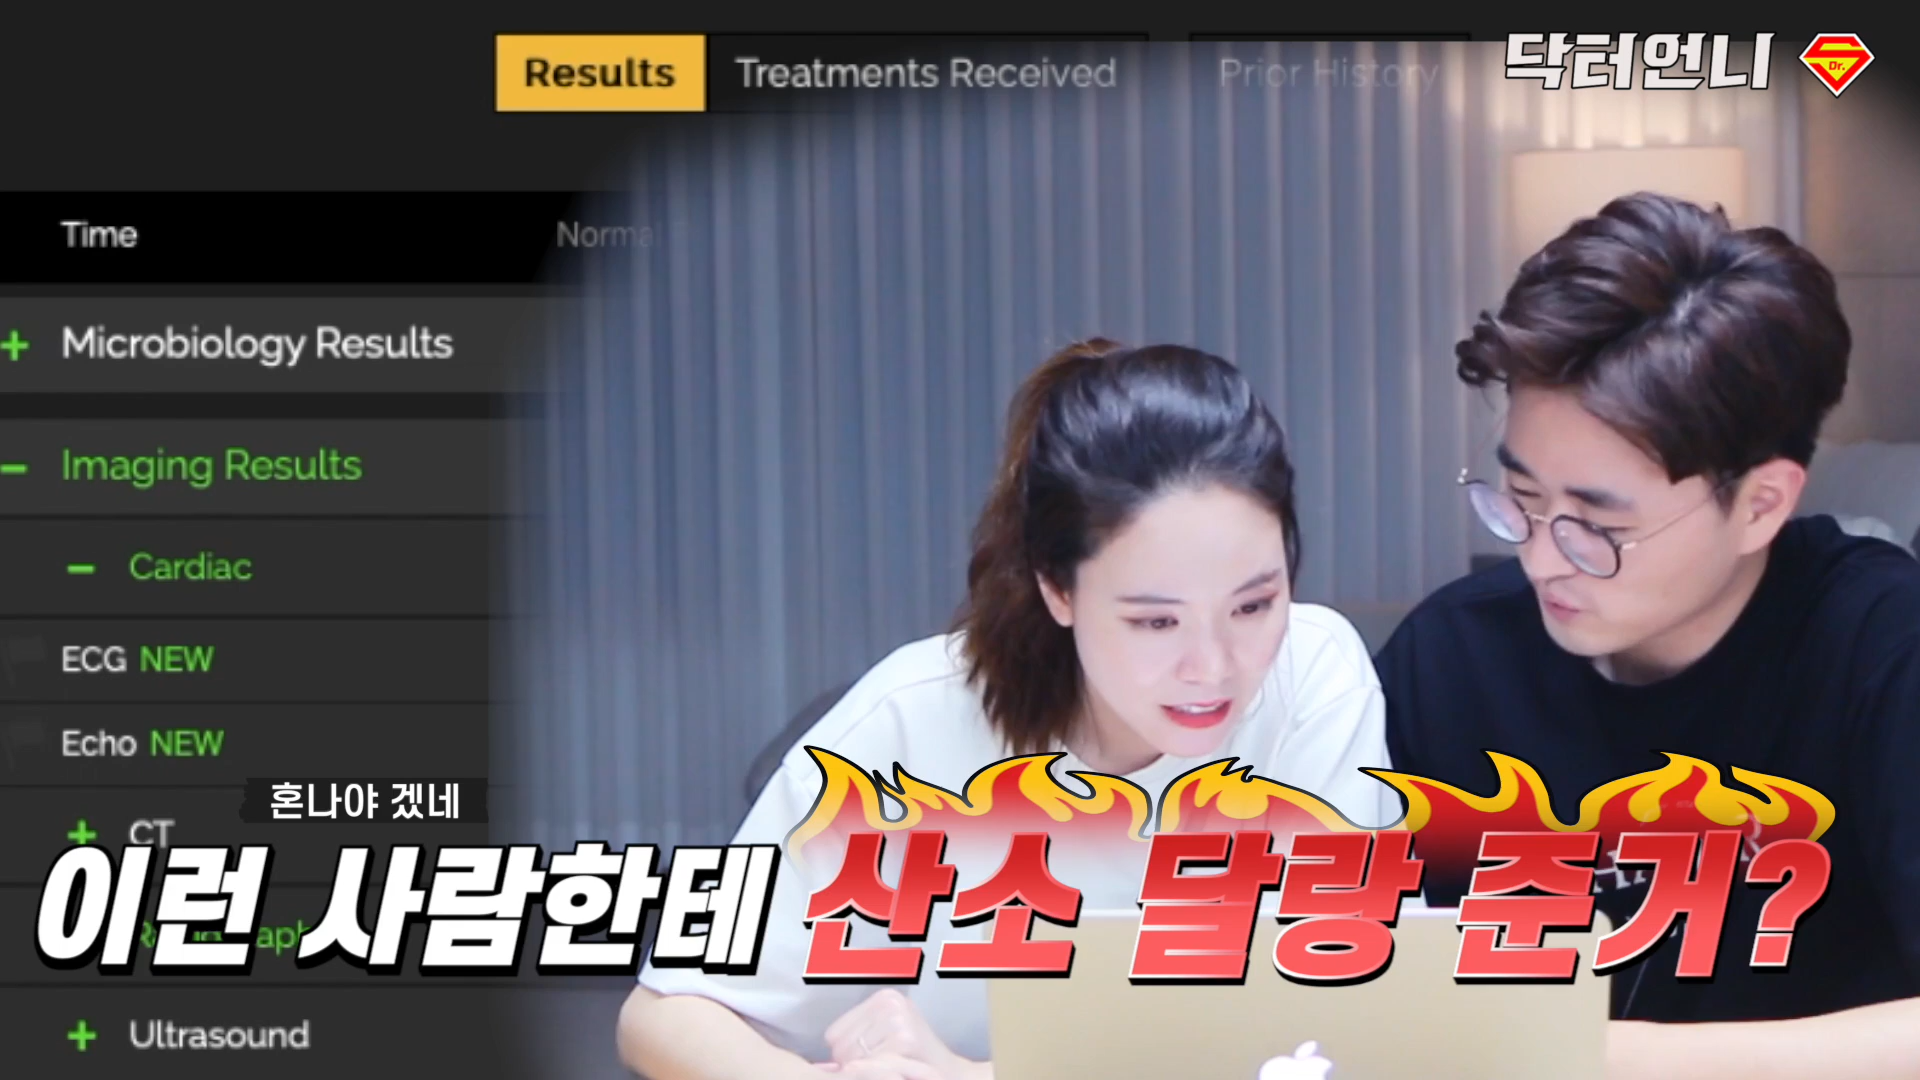 Results
Treatments Received
Prior History
닥터언니
Dr.
Time
Normal
Microbiology Results
Imaging Results
Cardiac
ECG NEW
Echo NEW
혼나야 겠네
CT
이런 사람한테 산소 달랑 준거?
Ultrasound